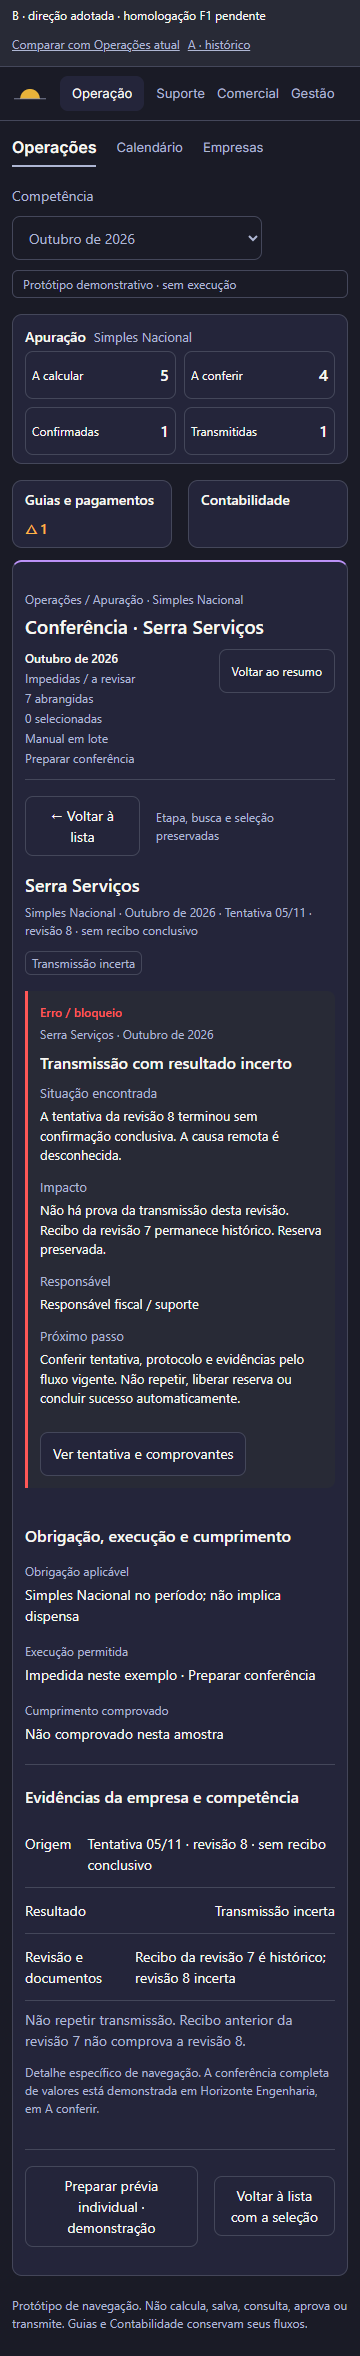 B · direção adotada · homologação F1 pendente
Comparar com Operações atual A · histórico
Operação Suporte Comercial Gestão
Operações Calendário Empresas
Competência
Outubro de 2026
Protótipo demonstrativo · sem execução
Apuração Simples Nacional
A calcular 5 A conferir 4
Confirmadas 1 Transmitidas 1
Guias e pagamentos Contabilidade
△ 1
Operações / Apuração · Simples Nacional
Conferência · Serra Serviços
Outubro de 2026
Impedidas / a revisar
7 abrangidas
0 selecionadas
Manual em lote
Preparar conferência
Voltar ao resumo
← Voltar à
lista
Etapa, busca e seleção
preservadas
Serra Serviços
Simples Nacional · Outubro de 2026 · Tentativa 05/11 ·
revisão 8 · sem recibo conclusivo
Transmissão incerta
Erro / bloqueio
Serra Serviços · Outubro de 2026
Transmissão com resultado incerto
Situação encontrada
A tentativa da revisão 8 terminou sem
confirmação conclusiva. A causa remota é
desconhecida.
Impacto
Não há prova da transmissão desta revisão.
Recibo da revisão 7 permanece histórico. Reserva
preservada.
Responsável
Responsável fiscal / suporte
Próximo passo
Conferir tentativa, protocolo e evidências pelo
fluxo vigente. Não repetir, liberar reserva ou
concluir sucesso automaticamente.
Ver tentativa e comprovantes
Obrigação, execução e cumprimento
Obrigação aplicável
Simples Nacional no período; não implica
dispensa
Execução permitida
Impedida neste exemplo · Preparar conferência
Cumprimento comprovado
Não comprovado nesta amostra
Evidências da empresa e competência
Origem Tentativa 05/11 · revisão 8 · sem recibo
conclusivo
Resultado Transmissão incerta
Revisão e
documentos
Recibo da revisão 7 é histórico;
revisão 8 incerta
Não repetir transmissão. Recibo anterior da
revisão 7 não comprova a revisão 8.
Detalhe específico de navegação. A conferência completa
de valores está demonstrada em Horizonte Engenharia,
em A conferir.
Preparar prévia
individual ·
demonstração
Voltar à lista
com a seleção
Protótipo de navegação. Não calcula, salva, consulta, aprova ou
transmite. Guias e Contabilidade conservam seus fluxos.